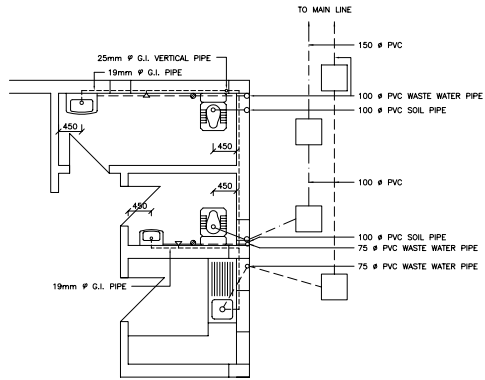 TO MAIN LINE
150 ø PVC
25mm φ G.I. VERTICAL PIPE
19mm φ G.I. PIPE
100 ø PVC WASTE WATER PIPE
100 ø PVC SOIL PIPE
450
450
100 ø PVC
450
450
100 ø PVC SOIL PIPE
75 ø PVC WASTE WATER PIPE
75 ø PVC WASTE WATER PIPE
19mm φ G.I. PIPE